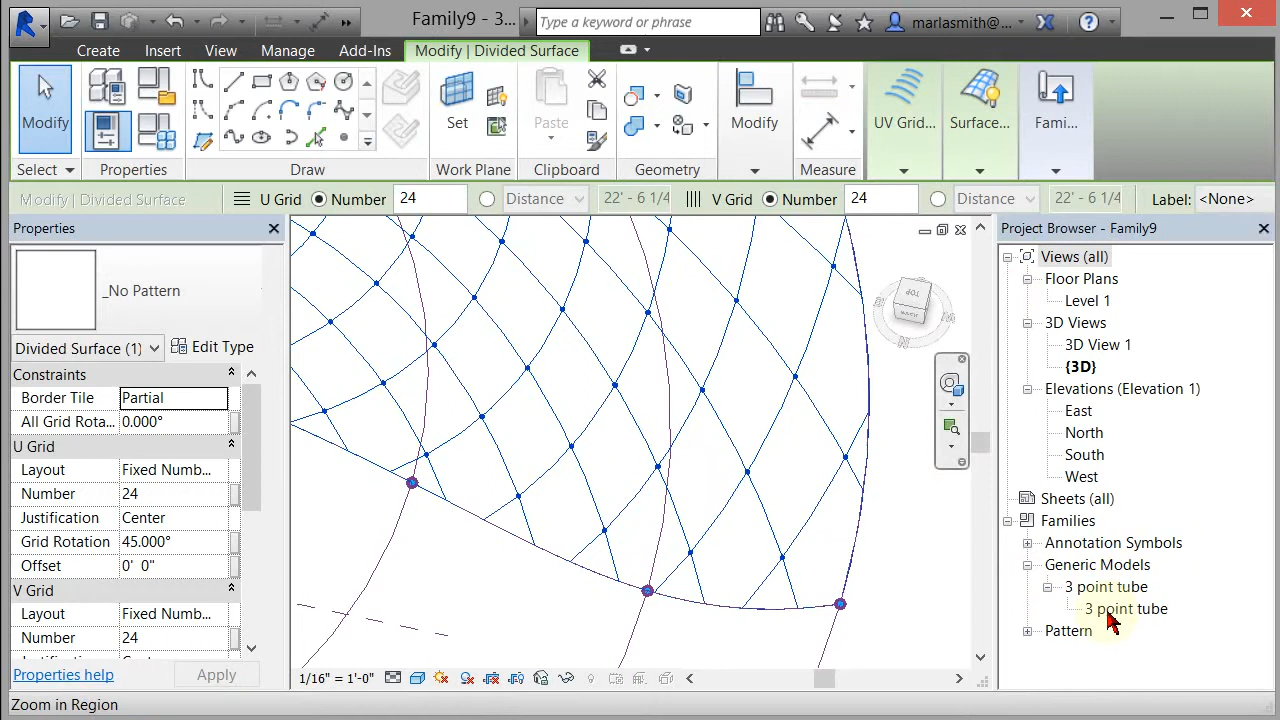 Family9 - 3... Type a keyword or phrase marlasmith@...
Create Insert View Manage Add-Ins Modify | Divided Surface
Modify Set Paste Modify UV Grid... Surface... Fami...
Select Properties Draw Work Plane Clipboard Geometry Measure
Modify | Divided Surface U Grid Number 24 Distance 22' - 6 1/4 V Grid Number 24 Distance 22' - 6 1/4 Label: <None>
Properties
_No Pattern
Divided Surface (1) Edit Type
Constraints
Border Tile Partial
All Grid Rota... 0.000°
U Grid
Layout Fixed Numb...
Number 24
Justification Center
Grid Rotation 45.000°
Offset 0' 0"
V Grid
Layout Fixed Numb...
Number 24
Properties help Apply
Zoom in Region
TOP
1/16" = 1'-0"
Project Browser - Family9
Views (all)
Floor Plans
Level 1
3D Views
3D View 1
{3D}
Elevations (Elevation 1)
East
North
South
West
Sheets (all)
Families
Annotation Symbols
Generic Models
3 point tube
3 point tube
Pattern